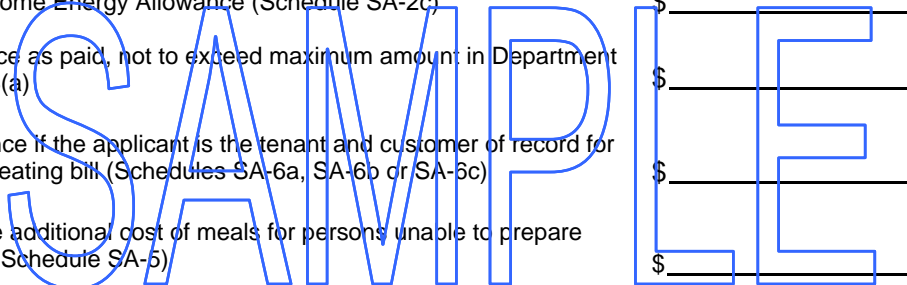 ome Energy Allowance (Schedule SA-2c) $
ce as paid, not to exceed maximum amount in Department
(a) $
nce if the applicant is the tenant and customer of record for
eating bill (Schedules SA-6a, SA-6b or SA-6c) $
e additional cost of meals for persons unable to prepare
Schedule SA-5) $
SAMPLE